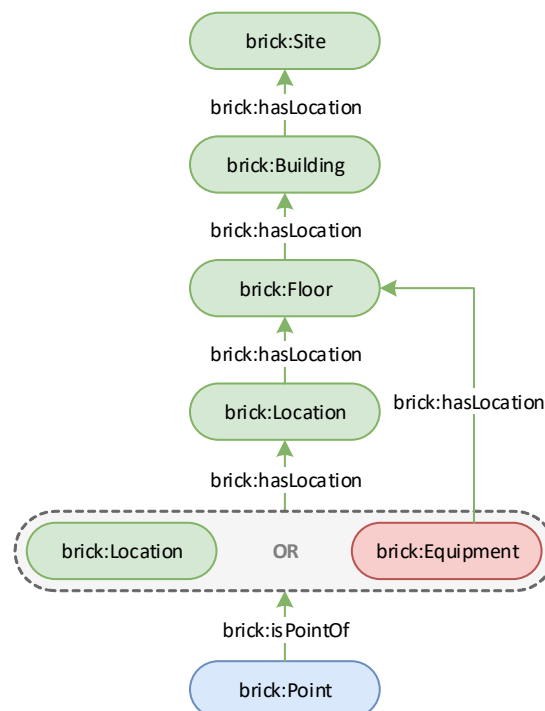 brick:Site
brick:hasLocation
brick:Building
brick:hasLocation
brick:Floor
brick:hasLocation
brick:Location
brick:hasLocation
brick:hasLocation
brick:Location
OR
brick:Equipment
brick:isPointOf
brick:Point